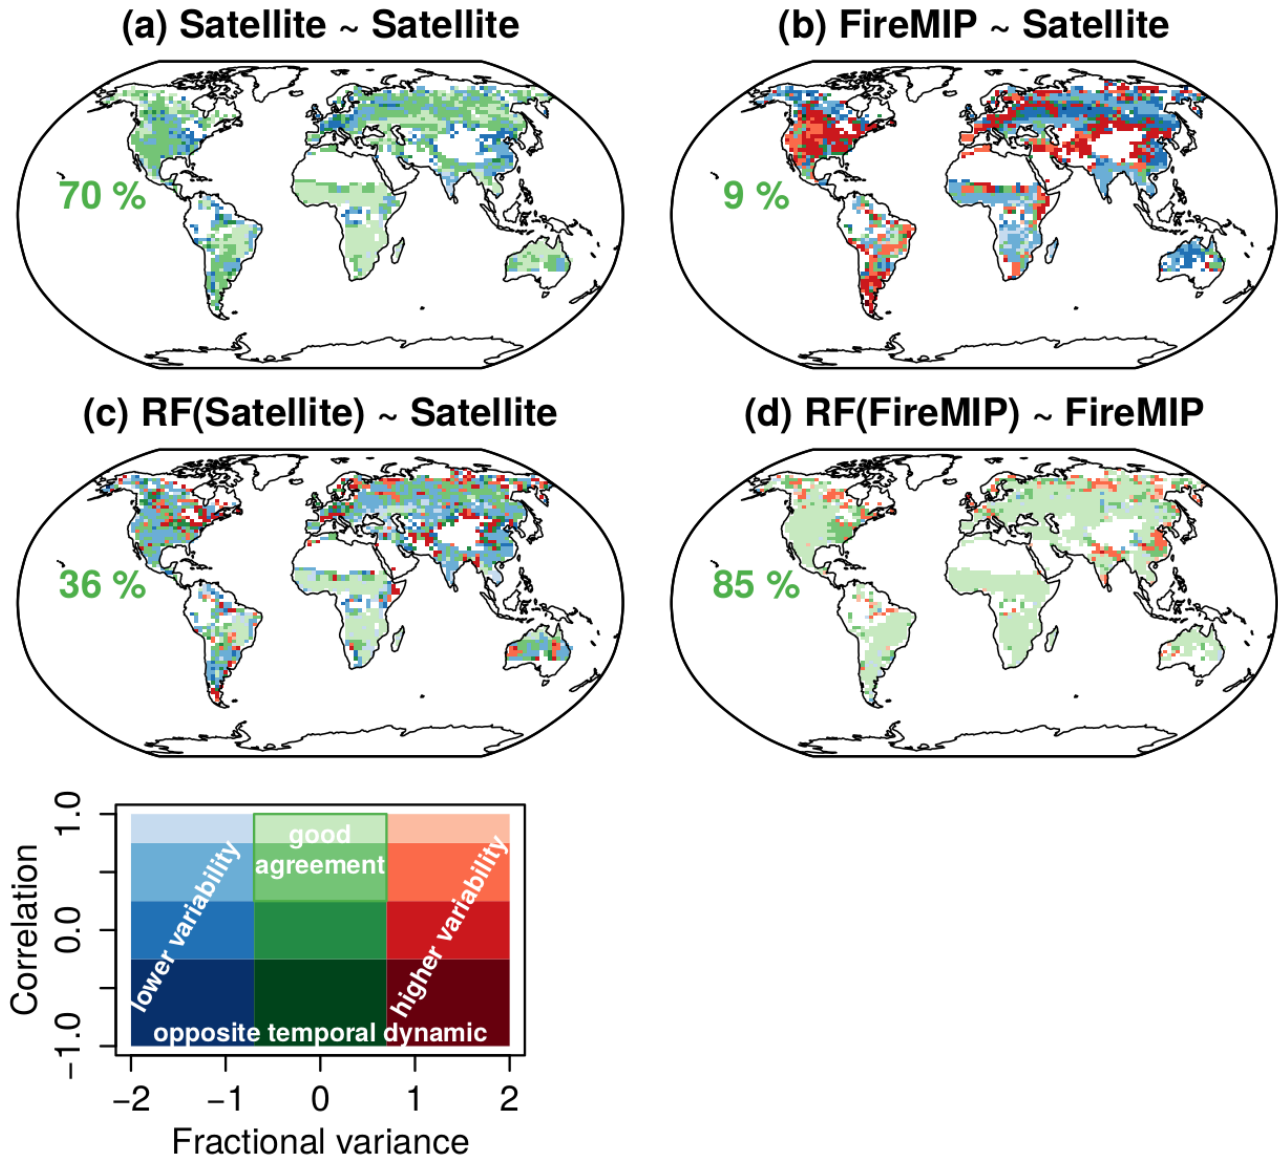 (a) Satellite ~ Satellite
(b) FireMIP ~ Satellite
70 %
9 %
(c) RF(Satellite) ~ Satellite
(d) RF(FireMIP) ~ FireMIP
36 %
85 %
Correlation
1.0
0.0
−1.0
good
agreement
lower variability
higher variability
opposite temporal dynamic
−2 −1 0 1 2
Fractional variance